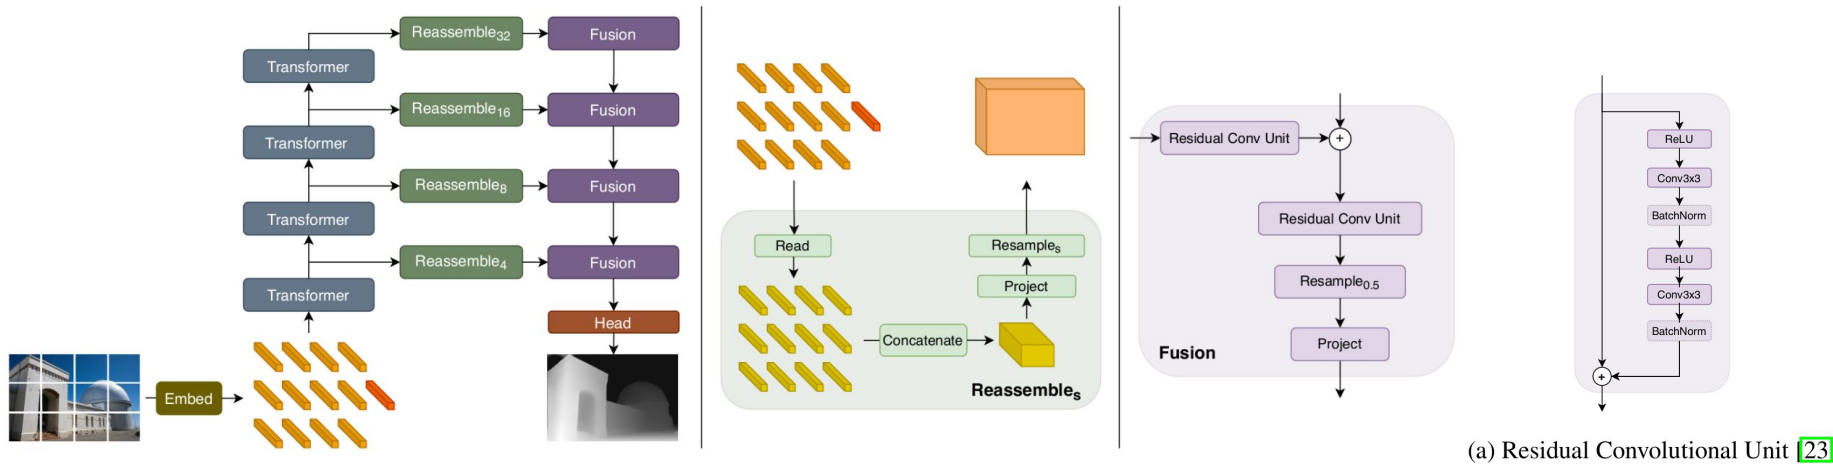 Reassemble32
Fusion
Transformer
Reassemble16
Fusion
Transformer
Reassemble8
Fusion
Transformer
Reassemble4
Fusion
Transformer
Head
Embed
Read
Concatenate
Resamples
Project
Reassembles
Residual Conv Unit
+
Residual Conv Unit
Resample0.5
Project
Fusion
ReLU
Conv3x3
BatchNorm
ReLU
Conv3x3
BatchNorm
+
(a) Residual Convolutional Unit [23